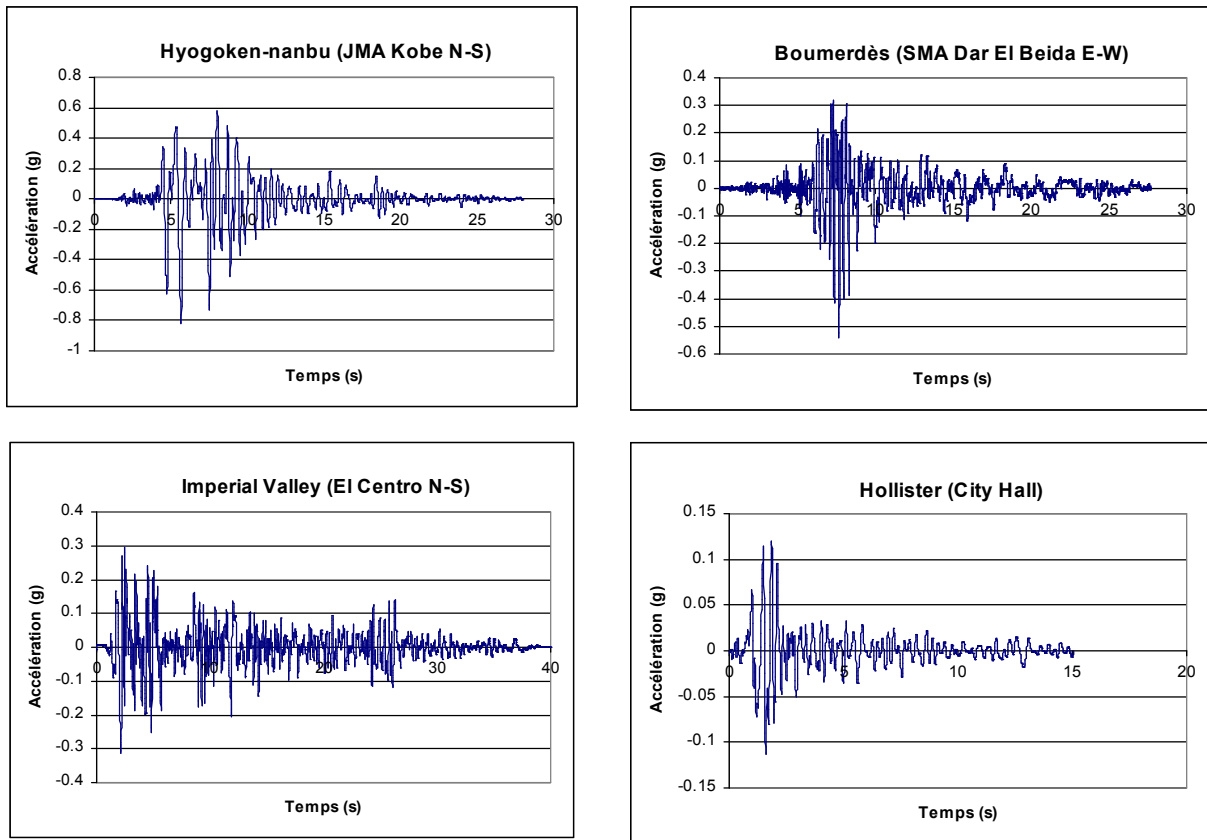 Hyogoken-nanbu (JMA Kobe N-S)
0.8
0.6
0.4
0.2
0
-0.2
-0.4
-0.6
-0.8
-1
0 5 10 15 20 25 30
Accélération (g)
Temps (s)
Boumerdès (SMA Dar El Beida E-W)
0.4
0.3
0.2
0.1
0
-0.1
-0.2
-0.3
-0.4
-0.5
-0.6
0 5 10 15 20 25 30
Accélération (g)
Temps (s)
Imperial Valley (El Centro N-S)
0.4
0.3
0.2
0.1
0
-0.1
-0.2
-0.3
-0.4
0 10 20 30 40
Accélération (g)
Temps (s)
Hollister (City Hall)
0.15
0.1
0.05
0
-0.05
-0.1
-0.15
0 5 10 15 20
Accélération (g)
Temps (s)